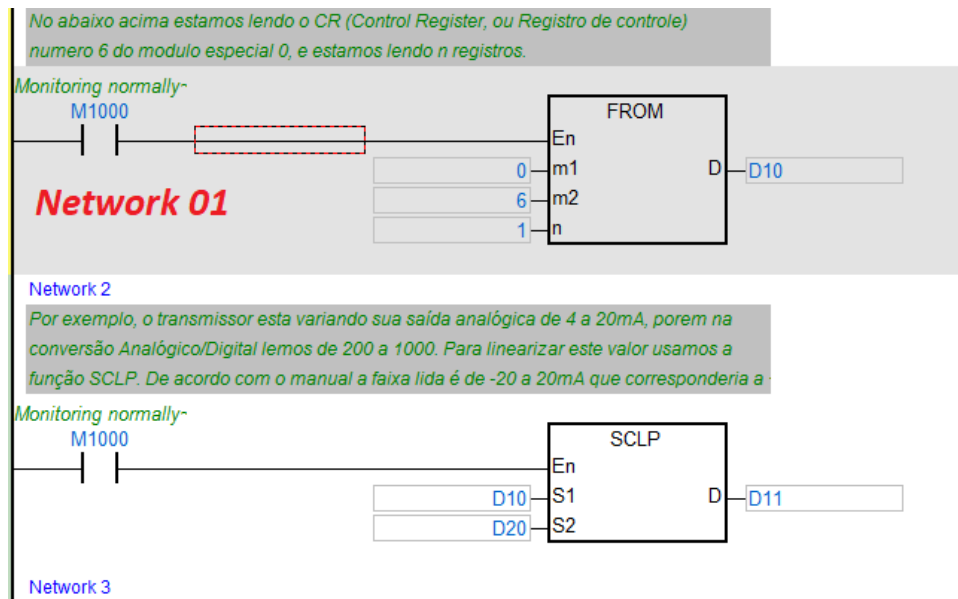 No abaixo acima estamos lendo o CR (Control Register, ou Registro de controle)
numero 6 do modulo especial 0, e estamos lendo n registros.
Monitoring normally~
M1000
FROM
En
0 m1 D D10
6 m2
1 n
Network 01
Network 2
Por exemplo, o transmissor esta variando sua saída analógica de 4 a 20mA, porem na
conversão Analógico/Digital lemos de 200 a 1000. Para linearizar este valor usamos a
função SCLP. De acordo com o manual a faixa lida é de -20 a 20mA que corresponderia a
Monitoring normally~
M1000
SCLP
En
D10 S1 D D11
D20 S2
Network 3